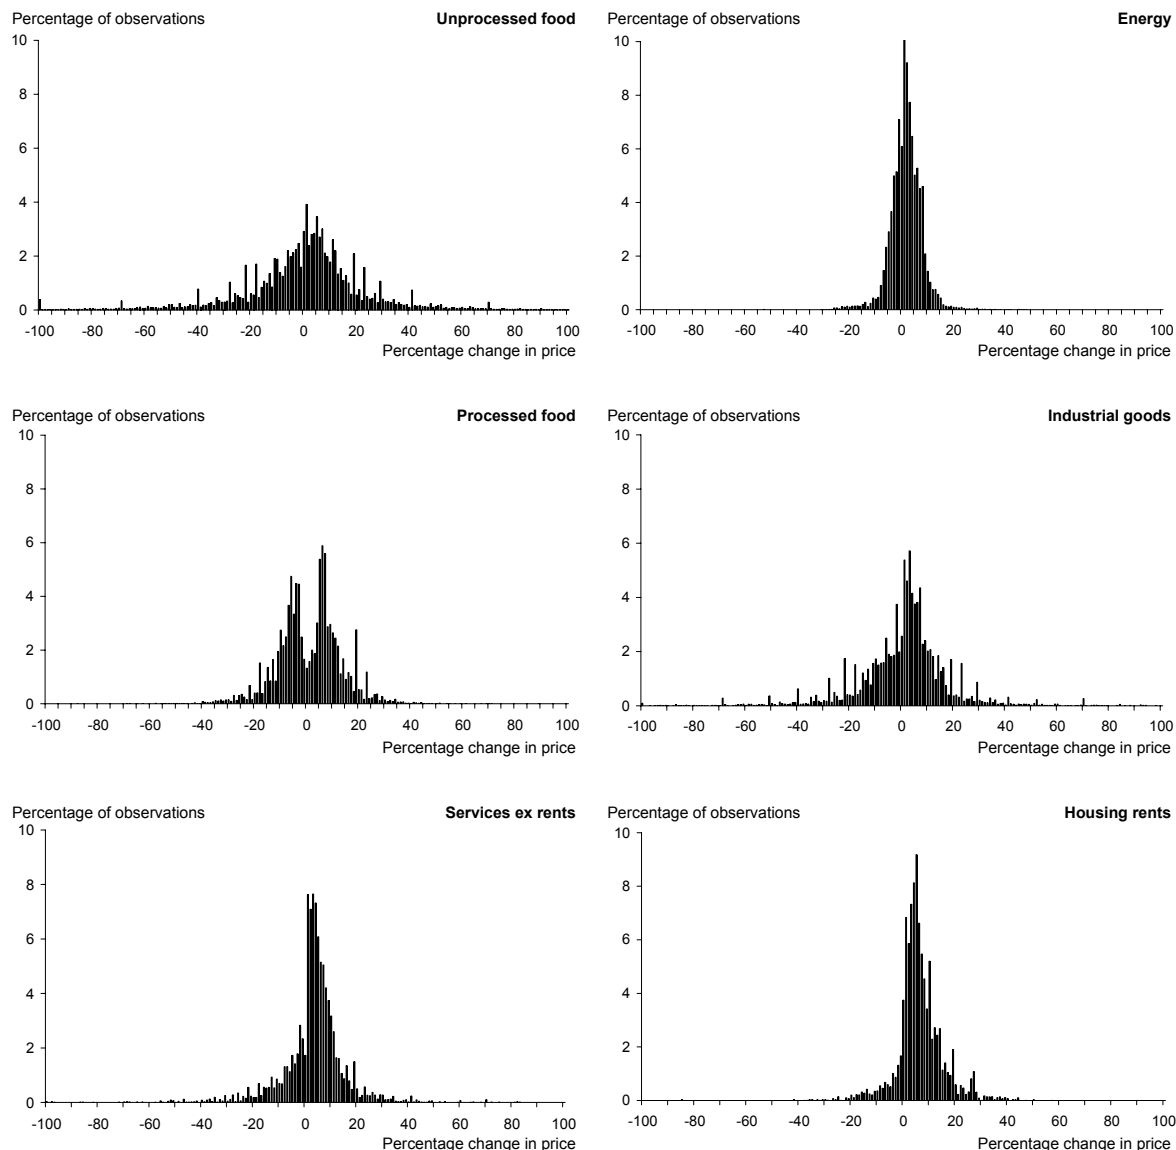 Percentage of observations Unprocessed food
10
8
6
4
2
0
-100 -80 -60 -40 -20 0 20 40 60 80 100
Percentage change in price
Percentage of observations Energy
10
8
6
4
2
0
-100 -80 -60 -40 -20 0 20 40 60 80 100
Percentage change in price
Percentage of observations Processed food
10
8
6
4
2
0
-100 -80 -60 -40 -20 0 20 40 60 80 100
Percentage change in price
Percentage of observations Industrial goods
10
8
6
4
2
0
-100 -80 -60 -40 -20 0 20 40 60 80 100
Percentage change in price
Percentage of observations Services ex rents
10
8
6
4
2
0
-100 -80 -60 -40 -20 0 20 40 60 80 100
Percentage change in price
Percentage of observations Housing rents
10
8
6
4
2
0
-100 -80 -60 -40 -20 0 20 40 60 80 100
Percentage change in price